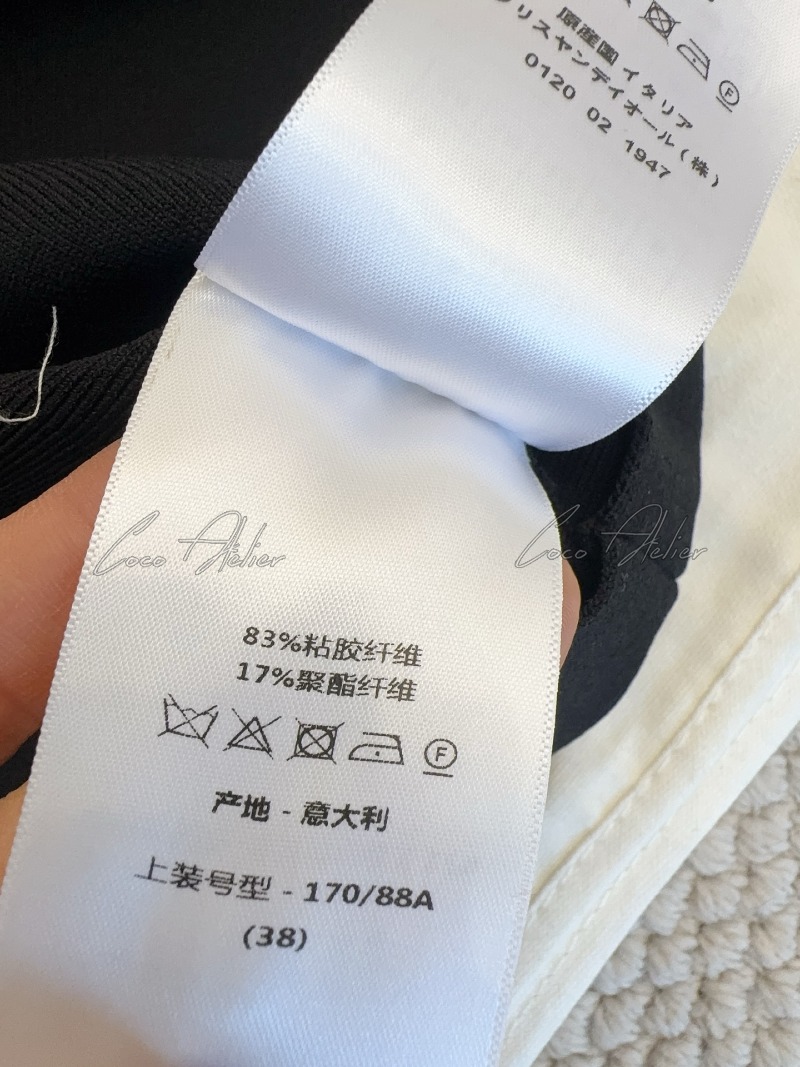 原産国 イタリア
クリスヤンデイオール(株)
0120 02 1947
Coco Atelier Coco Atelier
83%粘胶纤维
17%聚酯纤维
F
产地 - 意大利
上装号型 - 170/88A
(38)